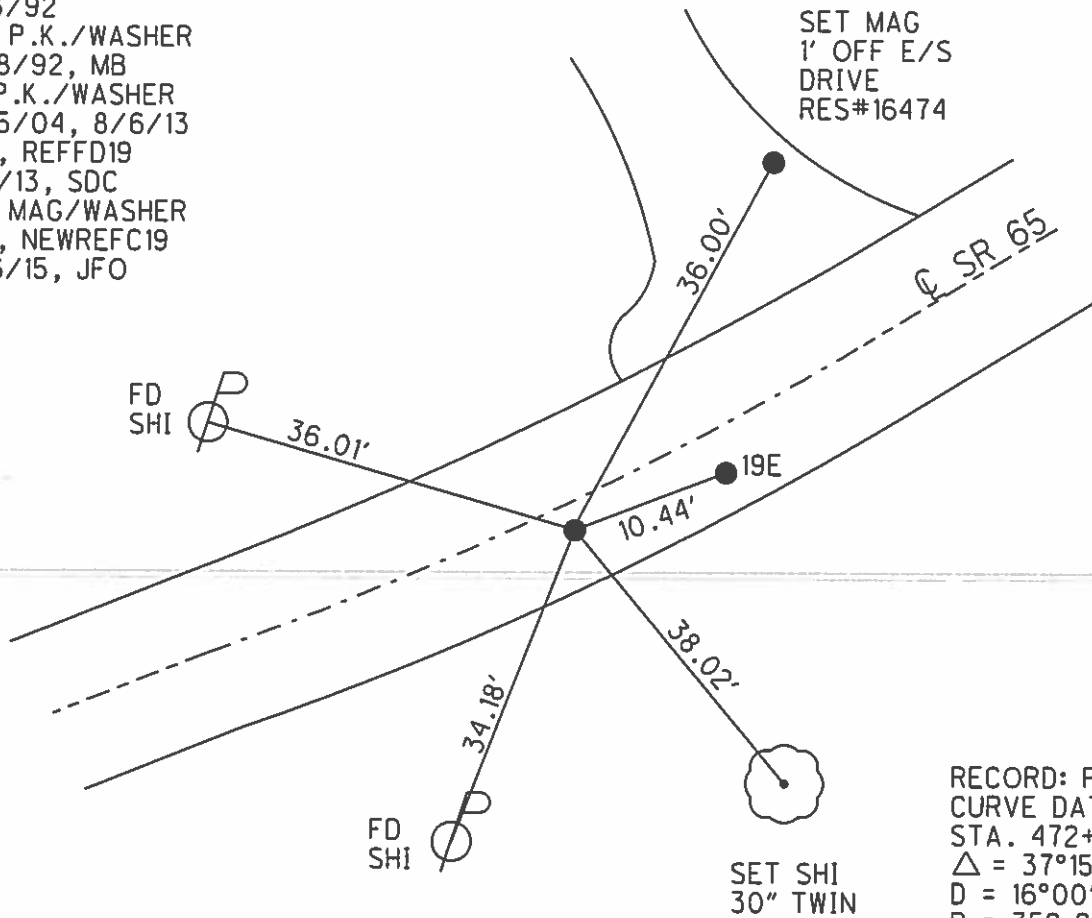 /92
P.K./WASHER
8/92, MB
P.K./WASHER
5/04, 8/6/13
, REFFD19
/13, SDC
MAG/WASHER
, NEWREFC19
/15, JFO
SET MAG
1' OFF E/S
DRIVE
RES#16474
36.00'
℄ SR 65
FD
SHI
36.01'
19E
10.44'
38.02'
34.18'
FD
SHI
SET SHI
30" TWIN
RECORD:
CURVE
STA. 472+
△ = 37°15
D = 16°00